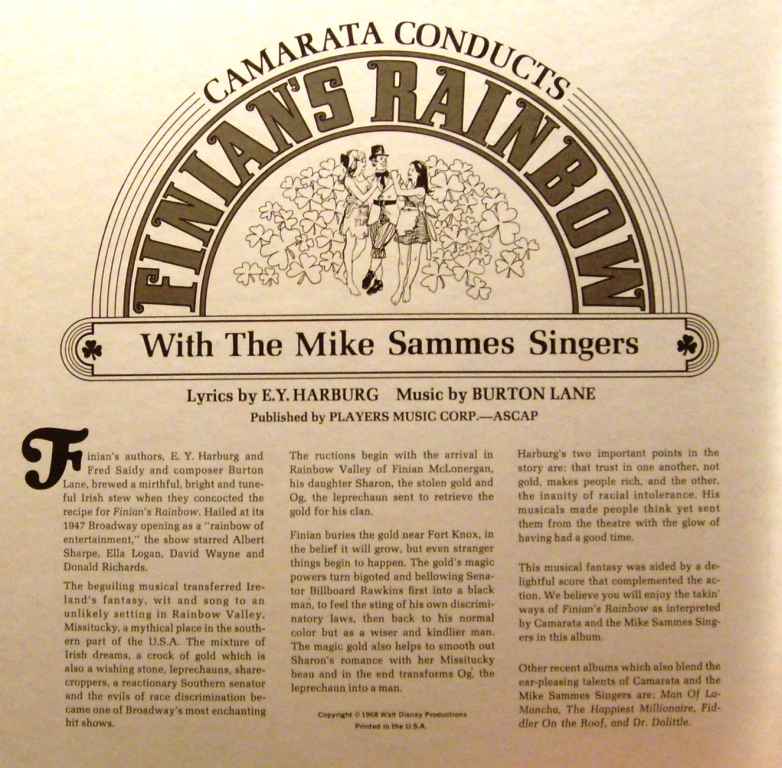 CAMARATA CONDUCTS
FINIAN'S RAINBOW
With The Mike Sammes Singers
Lyrics by E.Y. HARBURG Music by BURTON LANE
Published by PLAYERS MUSIC CORP.—ASCAP
Finian's authors, E. Y. Harburg and
Fred Saidy and composer Burton
Lane, brewed a mirthful, bright and tune-
ful Irish stew when they concocted the
recipe for Finian's Rainbow. Hailed at its
1947 Broadway opening as a "rainbow of
entertainment," the show starred Albert
Sharpe, Ella Logan, David Wayne and
Donald Richards.
The beguiling musical transferred Ire-
land's fantasy, wit and song to an
unlikely setting in Rainbow Valley,
Missitucky, a mythical place in the south-
ern part of the U.S.A. The mixture of
Irish dreams, a crock of gold which is
also a wishing stone, leprechauns, share-
croppers, a reactionary Southern senator
and the evils of race discrimination be-
came one of Broadway's most enchanting
hit shows.
The ructions begin with the arrival in
Rainbow Valley of Finian McLonergan,
his daughter Sharon, the stolen gold and
Og, the leprechaun sent to retrieve the
gold for his clan.
Finian buries the gold near Fort Knox, in
the belief it will grow, but even stranger
things begin to happen. The gold's magic
powers turn bigoted and bellowing Sena-
tor Billboard Rawkins first into a black
man, to feel the sting of his own discrimi-
natory laws, then back to his normal
color but as a wiser and kindlier man.
The magic gold also helps to smooth out
Sharon's romance with her Missitucky
beau and in the end transforms Og, the
leprechaun into a man.
Copyright © 1968 Walt Disney Productions
Printed in the U.S.A.
Harburg's two important points in the
story are; that trust in one another, not
gold, makes people rich, and the other,
the inanity of racial intolerance. His
musicals made people think yet sent
them from the theatre with the glow of
having had a good time.
This musical fantasy was aided by a de-
lightful score that complemented the ac-
tion. We believe you will enjoy the takin'
ways of Finian's Rainbow as interpreted
by Camarata and the Mike Sammes Sing-
ers in this album.
Other recent albums which also blend the
ear-pleasing talents of Camarata and the
Mike Sammes Singers are; Man Of La-
Mancha, The Happiest Millionaire, Fid-
dler On the Roof, and Dr. Dolittle.